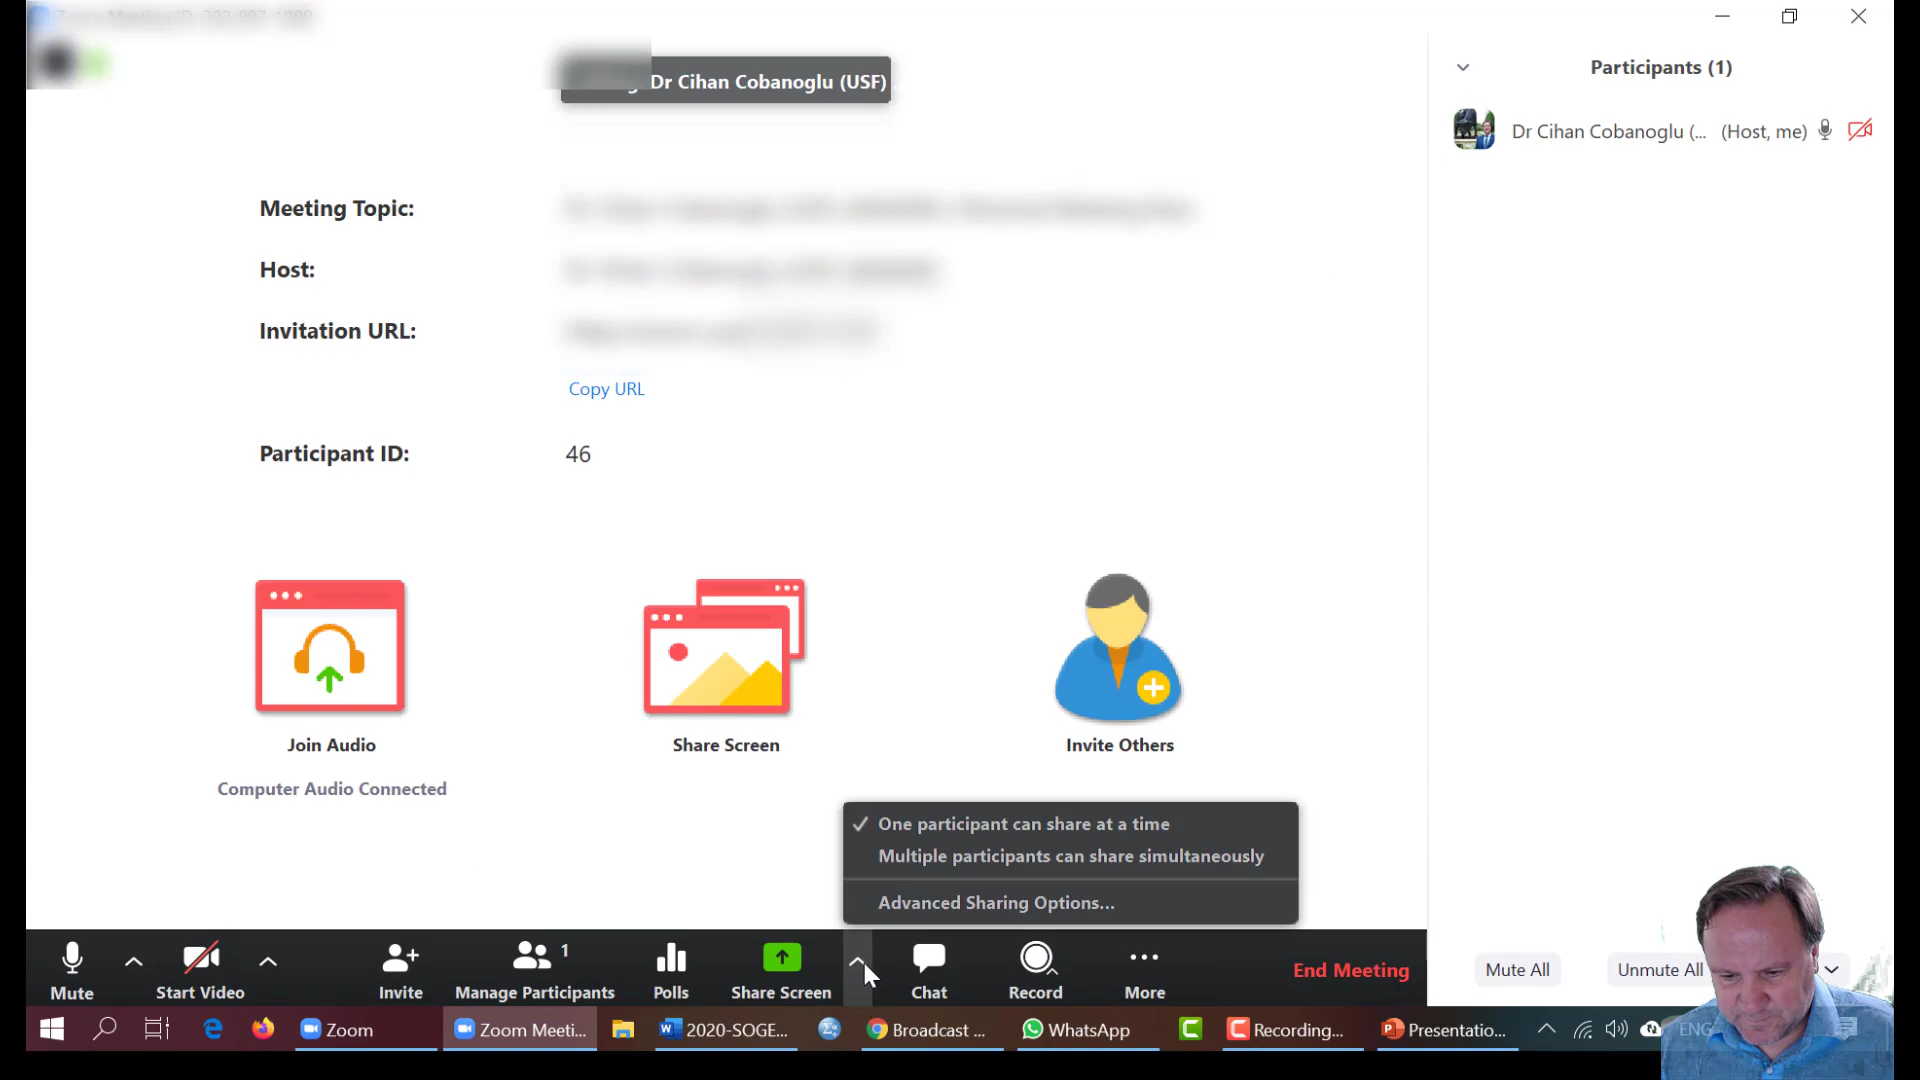 Dr Cihan Cobanoglu (USF)
Participants (1)
Dr Cihan Cobanoglu (... (Host, me)
Meeting Topic:
Host:
Invitation URL:
Copy URL
Participant ID: 46
Join Audio
Share Screen
Invite Others
Computer Audio Connected
✓ One participant can share at a time
Multiple participants can share simultaneously
Advanced Sharing Options...
Mute
Start Video
Invite
1
Manage Participants
Polls
Share Screen
Chat
Record
More
End Meeting
Mute All
Unmute All
Zoom
Zoom Meeti...
2020-SOGE...
Broadcast ...
WhatsApp
Recording...
Presentatio...
ENG